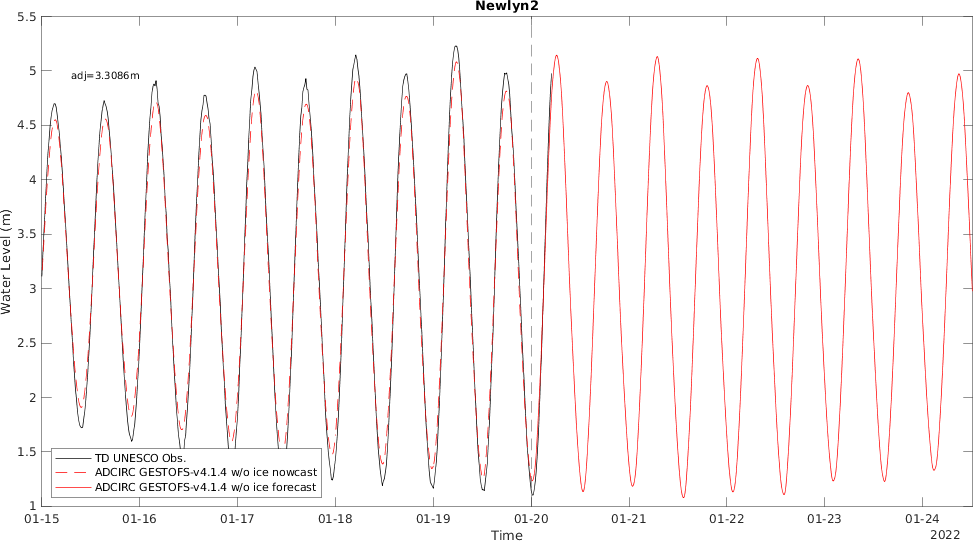 Newlyn2
5.5
5
4.5
4
3.5
3
2.5
2
1.5
1
Water Level (m)
adj=3.3086m
TD UNESCO Obs.
ADCIRC GESTOFS-v4.1.4 w/o ice nowcast
ADCIRC GESTOFS-v4.1.4 w/o ice forecast
01-15 01-16 01-17 01-18 01-19 01-20 01-21 01-22 01-23 01-24
Time
2022